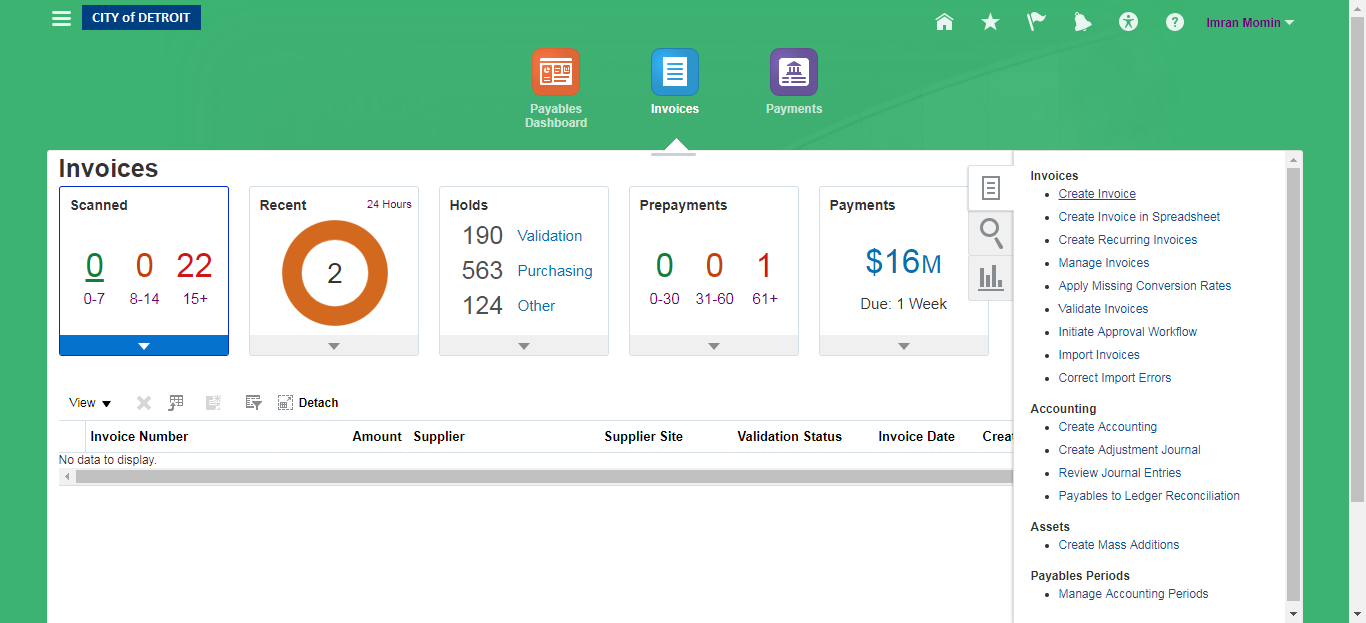 CITY of DETROIT
Imran Momin
Payables
Dashboard
Invoices
Payments
Invoices
Scanned
0 0 22
0-7 8-14 15+
Recent 24 Hours
2
Holds
190 Validation
563 Purchasing
124 Other
Prepayments
0 0 1
0-30 31-60 61+
Payments
$16M
Due: 1 Week
View Detach
Invoice Number Amount Supplier Supplier Site Validation Status Invoice Date Creat
No data to display.
Invoices
Create Invoice
Create Invoice in Spreadsheet
Create Recurring Invoices
Manage Invoices
Apply Missing Conversion Rates
Validate Invoices
Initiate Approval Workflow
Import Invoices
Correct Import Errors
Accounting
Create Accounting
Create Adjustment Journal
Review Journal Entries
Payables to Ledger Reconciliation
Assets
Create Mass Additions
Payables Periods
Manage Accounting Periods